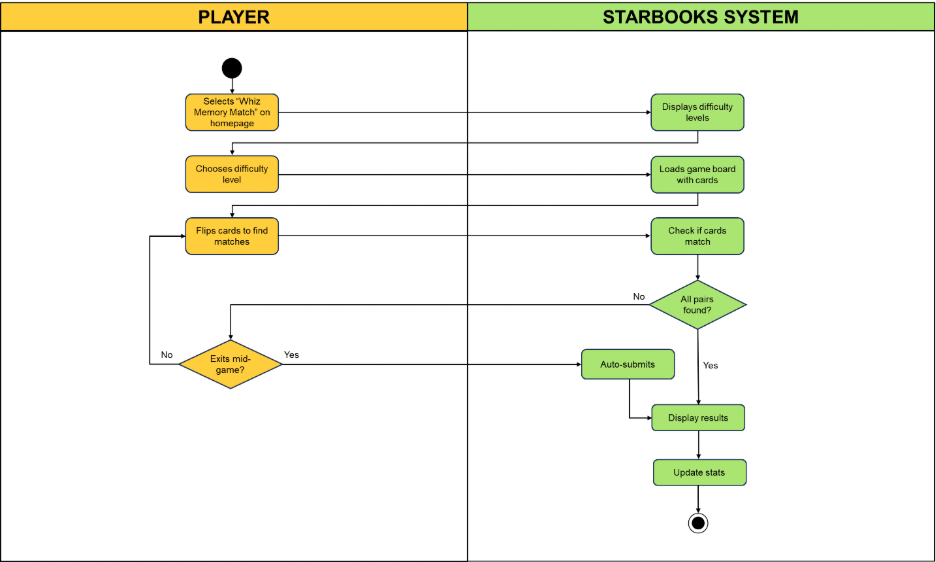 PLAYER
STARBOOKS SYSTEM
Selects "Whiz
Memory Match" on
homepage
Displays difficulty
levels
Chooses difficulty
level
Loads game board
with cards
Flips cards to find
matches
Check if cards
match
All pairs
found?
No
Yes
Exits mid-
game?
No
Yes
Auto-submits
Display results
Update stats